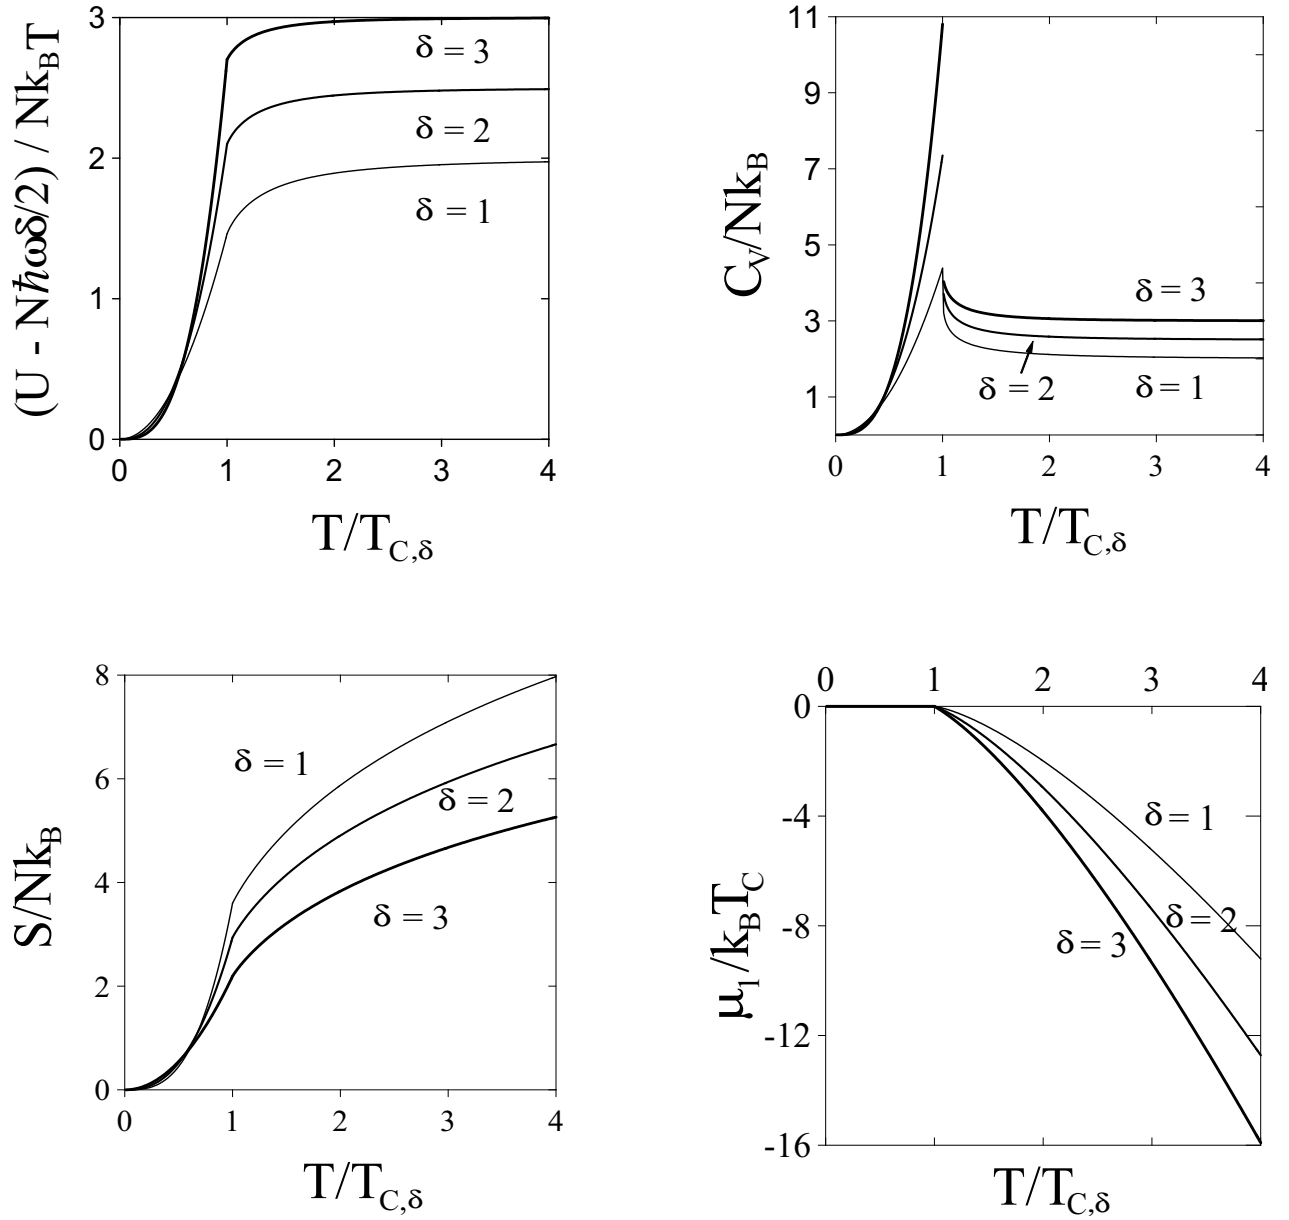 (U - Nħωδ/2) / Nk_BT
3
2
1
0
δ = 3
δ = 2
δ = 1
0 1 2 3 4
T/T_C,δ
C_V/Nk_B
11
9
7
5
3
1
δ = 3
δ = 2
δ = 1
0 1 2 3 4
T/T_C,δ
S/Nk_B
8
6
4
2
0
δ = 1
δ = 2
δ = 3
0 1 2 3 4
T/T_C,δ
μ_1/k_BT_C
0 1 2 3 4
0
-4
-8
-12
-16
δ = 1
δ = 2
δ = 3
T/T_C,δ